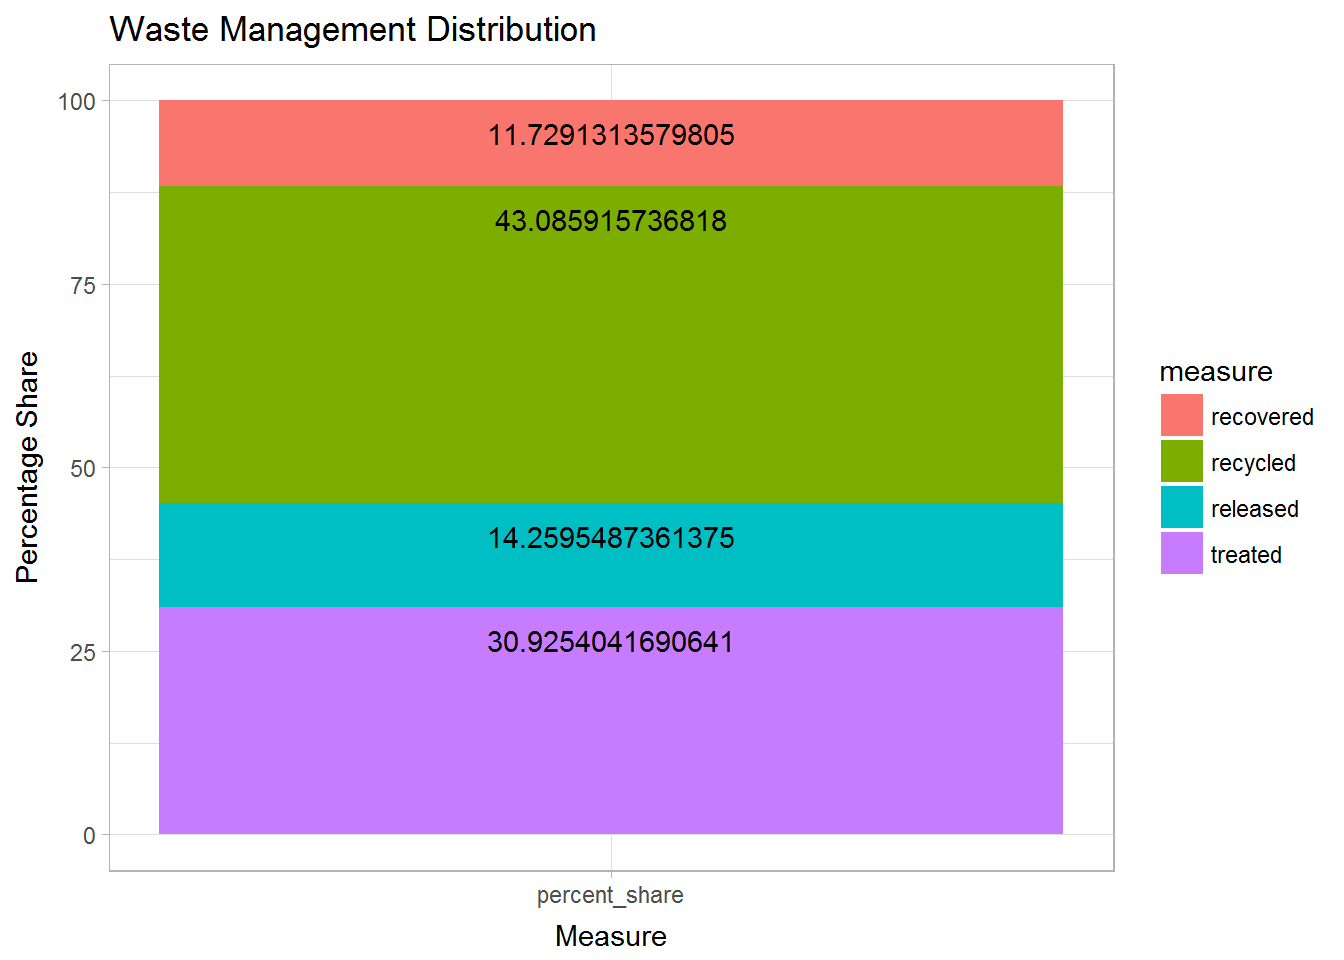 Waste Management Distribution
Percentage Share
100
75
50
25
0
11.7291313579805
43.085915736818
14.2595487361375
30.9254041690641
percent_share
Measure
measure
recovered
recycled
released
treated